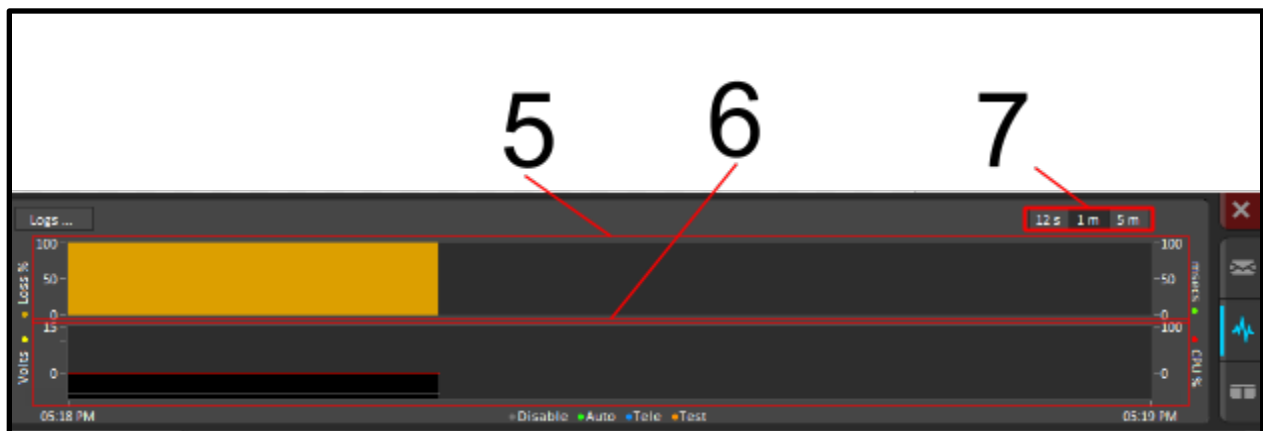 5 6 7
Logs ...
12 s 1 m 5 m
100 100
Loss % 50 50 msecs
0 0
15 100
Volts 0 0 CPU %
05:18 PM Disable Auto Tele Test 05:19 PM